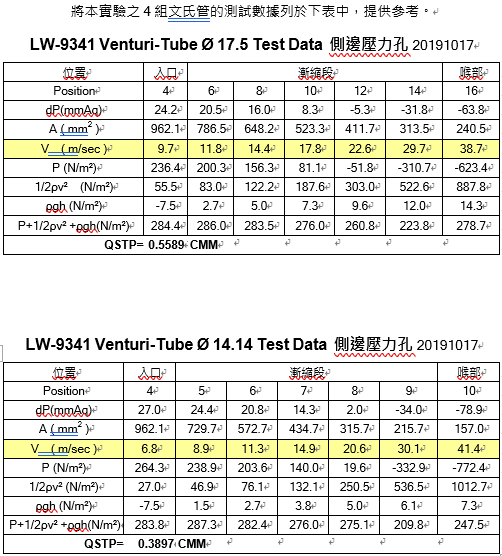 將本實驗之 4 組文氏管的測試數據列於下表中，提供參考。
LW-9341 Venturi-Tube Ø 17.5 Test Data 側邊壓力孔 20191017
位置 入口 漸縮段 喉部
Position 4 6 8 10 12 14 16
dP(mmAq) 24.2 20.5 16.0 8.3 -5.3 -31.8 -63.8
A ( mm² ) 962.1 786.5 648.2 523.3 411.7 313.5 240.5
V ( m/sec ) 9.7 11.8 14.4 17.8 22.6 29.7 38.7
P (N/m²) 236.4 200.3 156.3 81.1 -51.8 -310.7 -623.4
1/2ρv² (N/m²) 55.5 83.0 122.2 187.6 303.0 522.6 887.8
ρgh (N/m²) -7.5 2.7 5.0 7.3 9.6 12.0 14.3
P+1/2ρv² +ρgh(N/m²) 284.4 286.0 283.5 276.0 260.8 223.8 278.7
QSTP= 0.5589 CMM
LW-9341 Venturi-Tube Ø 14.14 Test Data 側邊壓力孔 20191017
位置 入口 漸縮段 喉部
Position 4 5 6 7 8 9 10
dP(mmAq) 27.0 24.4 20.8 14.3 2.0 -34.0 -78.9
A ( mm² ) 962.1 729.7 572.7 434.7 315.7 215.7 157.0
V ( m/sec ) 6.8 8.9 11.3 14.9 20.6 30.1 41.4
P (N/m²) 264.3 238.9 203.6 140.0 19.6 -332.9 -772.4
1/2ρv² (N/m²) 27.0 46.9 76.1 132.1 250.5 536.5 1012.7
ρgh (N/m²) -7.5 1.5 2.7 3.8 5.0 6.1 7.3
P+1/2ρv² +ρgh(N/m²) 283.8 287.3 282.4 276.0 275.1 209.8 247.5
QSTP= 0.3897 CMM